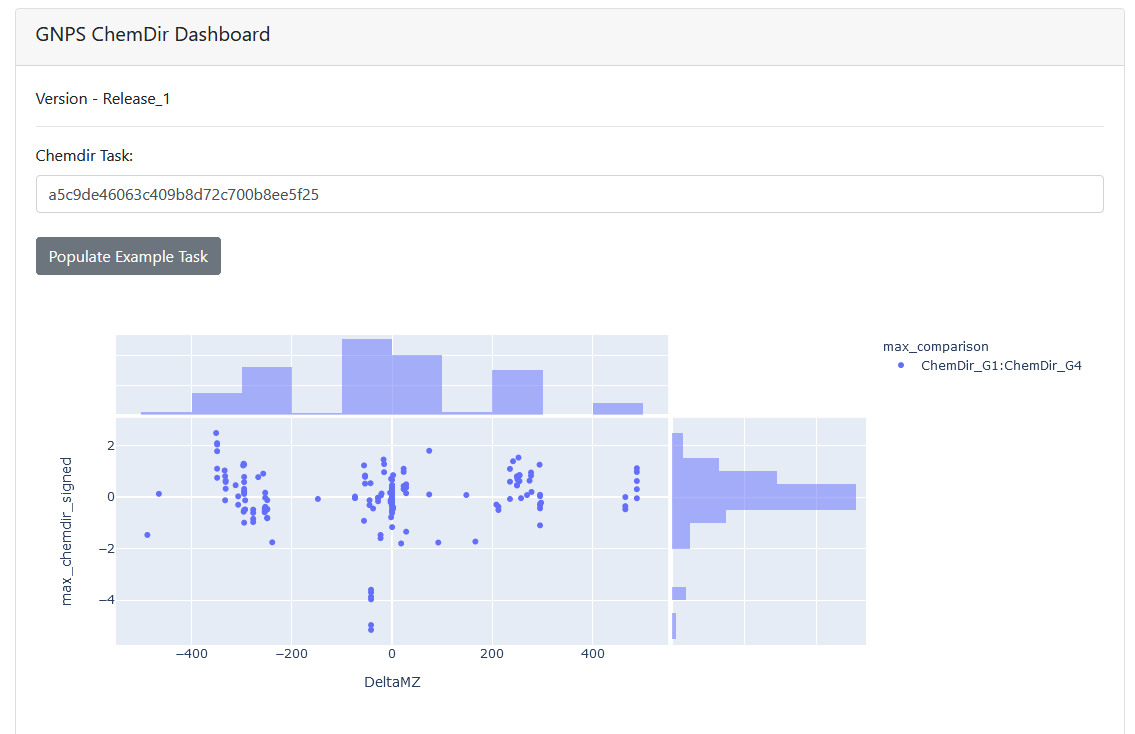 GNPS ChemDir Dashboard
Version - Release_1
Chemdir Task:
a5c9de46063c409b8d72c700b8ee5f25
Populate Example Task
max_comparison
ChemDir_G1:ChemDir_G4
max_chemdir_signed
2
0
−2
−4
−400
−200
0
200
400
DeltaMZ